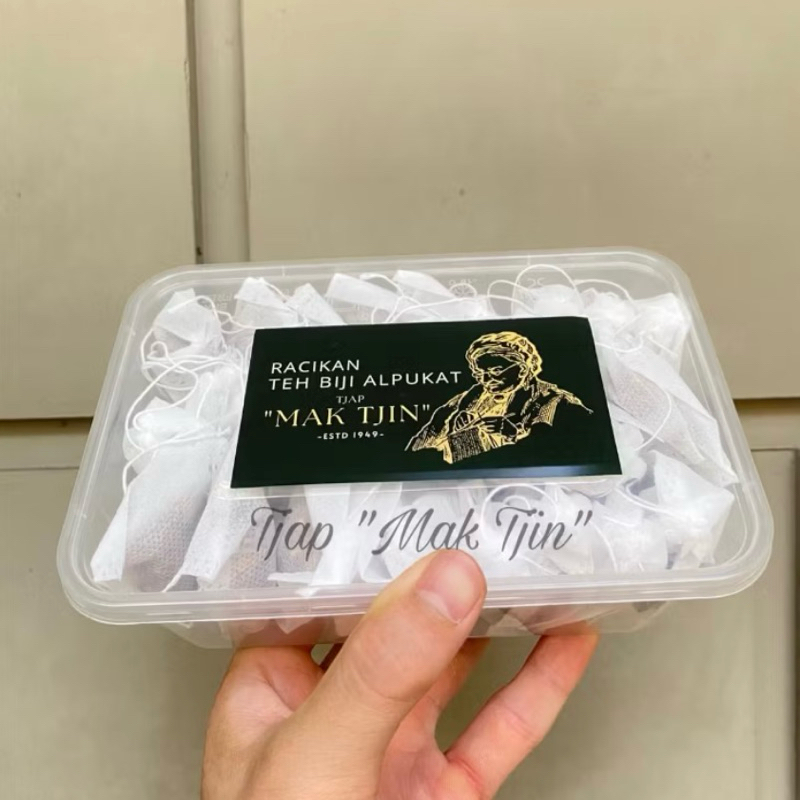 RACIKAN
TEH BIJI ALPUKAT
TJAP
"MAK TJIN"
-ESTD 1949-
Tjap "Mak Tjin"